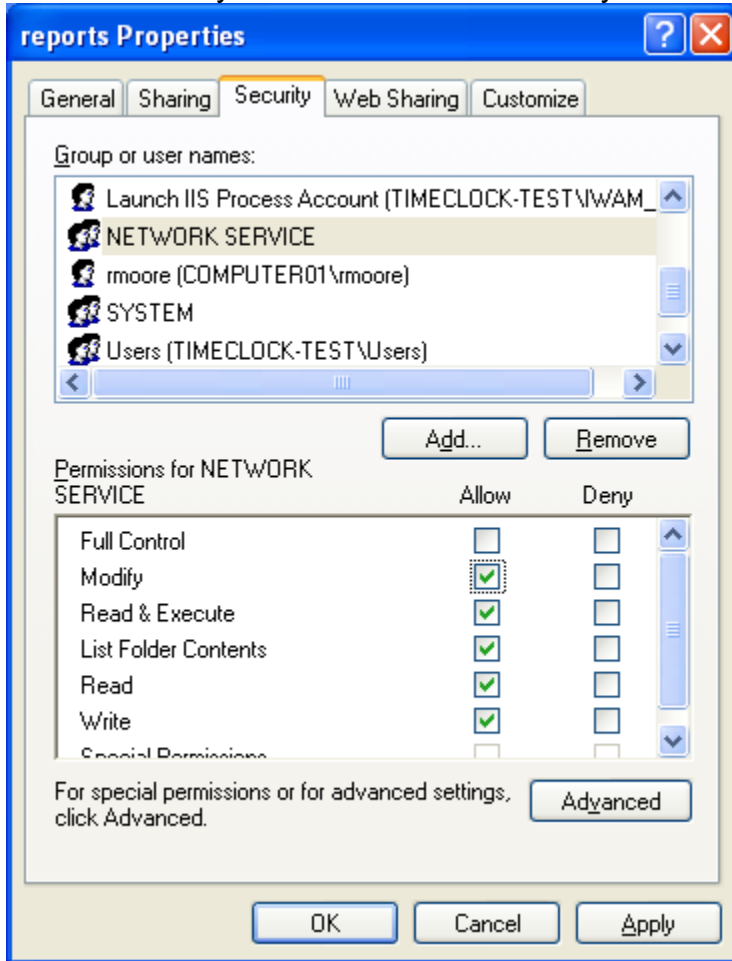 reports Properties
General Sharing Security Web Sharing Customize
Group or user names:
Launch IIS Process Account (TIMECLOCK-TEST\IWAM_
NETWORK SERVICE
rmoore (COMPUTER01\rmoore)
SYSTEM
Users (TIMECLOCK-TEST\Users)
Add... Remove
Permissions for NETWORK
SERVICE Allow Deny
Full Control
Modify
Read & Execute
List Folder Contents
Read
Write
Special Permissions
For special permissions or for advanced settings,
click Advanced.
Advanced
OK Cancel Apply